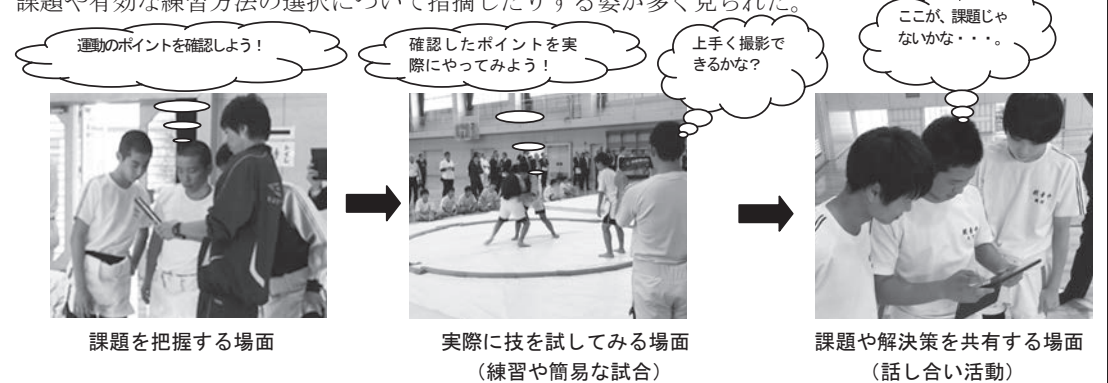 課題や有効な練習方法の選択について指摘したりする姿が多く見られた。
運動のポイントを確認しよう！
確認したポイントを実
際にやってみよう！
上手く撮影で
きるかな？
ここが、課題じゃ
ないかな・・・。
課題を把握する場面
実際に技を試してみる場面
（練習や簡易な試合）
課題や解決策を共有する場面
（話し合い活動）